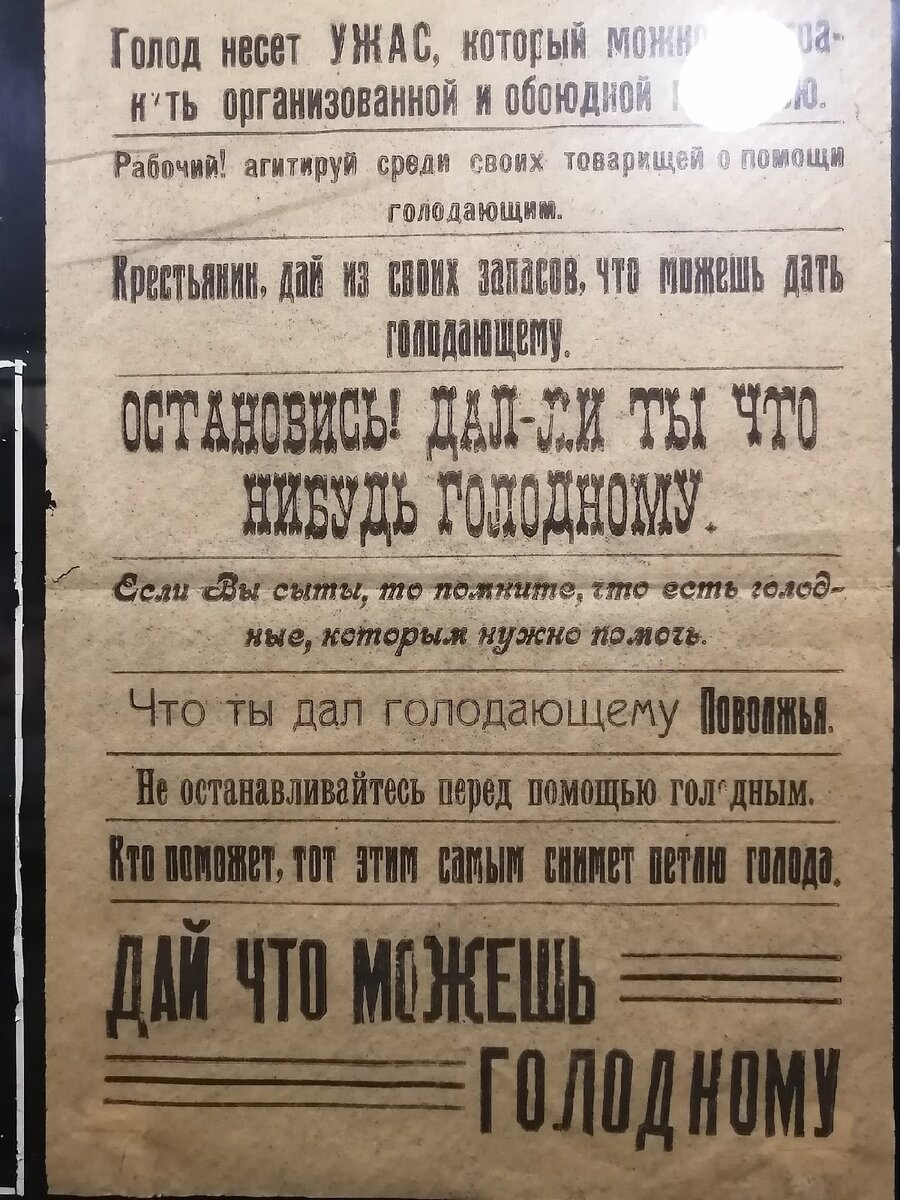 Голод несет УЖАС, который
организованной и обоюдной
Рабочий! агитируй среди своих товарищей о помощи
голодающим.
Крестьянин, дай из своих запасов, что можешь дать
голодающему.
ОСТАНОВИСЬ! ДАЛ-ЛИ ТЫ ЧТО
НИБУДЬ ГОЛОДНОМУ.
Если Вы сыты, то помните, что есть голод-
ные, которым нужно помочь.
Что ты дал голодающему Поволжья.
Не останавливайтесь перед помощью голодным.
Кто поможет, тот этим самым снимет петлю голода.
ДАЙ ЧТО МОЖЕШЬ
ГОЛОДНОМУ